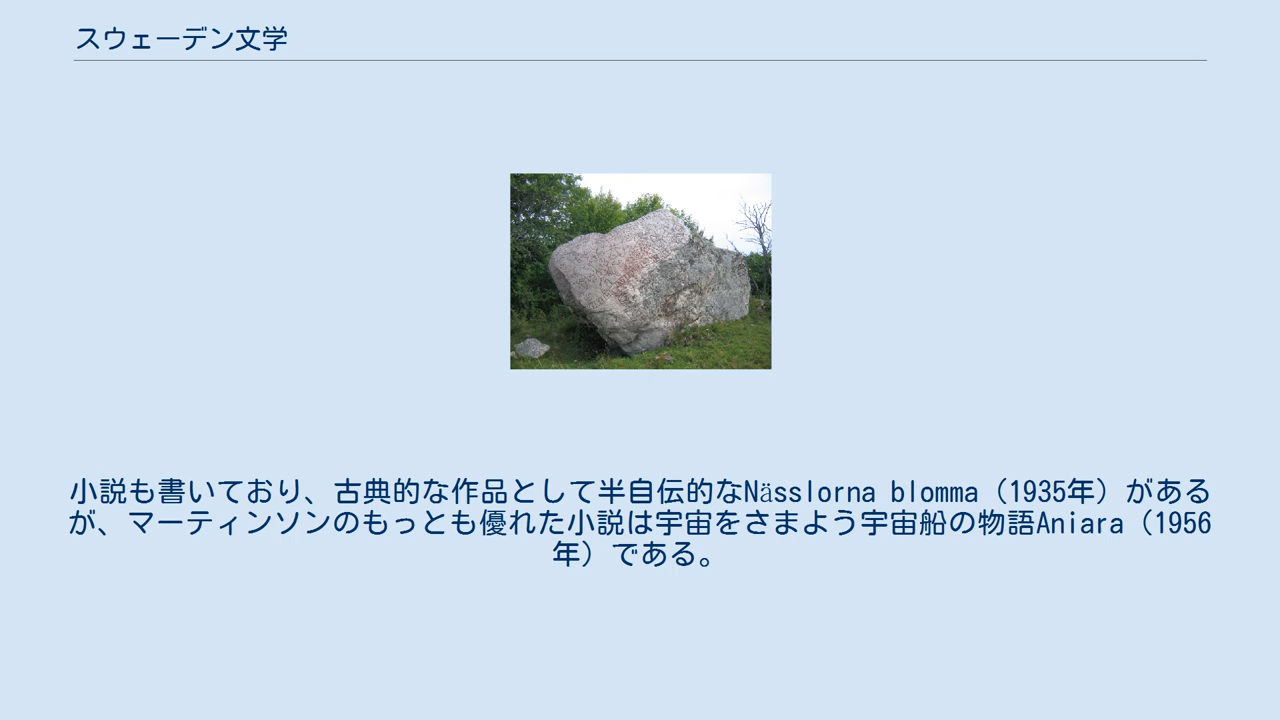 スウェーデン文学
小説も書いており、古典的な作品として半自伝的なNässlorna blomma（1935年）がある
が、マーティンソンのもっとも優れた小説は宇宙をさまよう宇宙船の物語Aniara（1956
年）である。